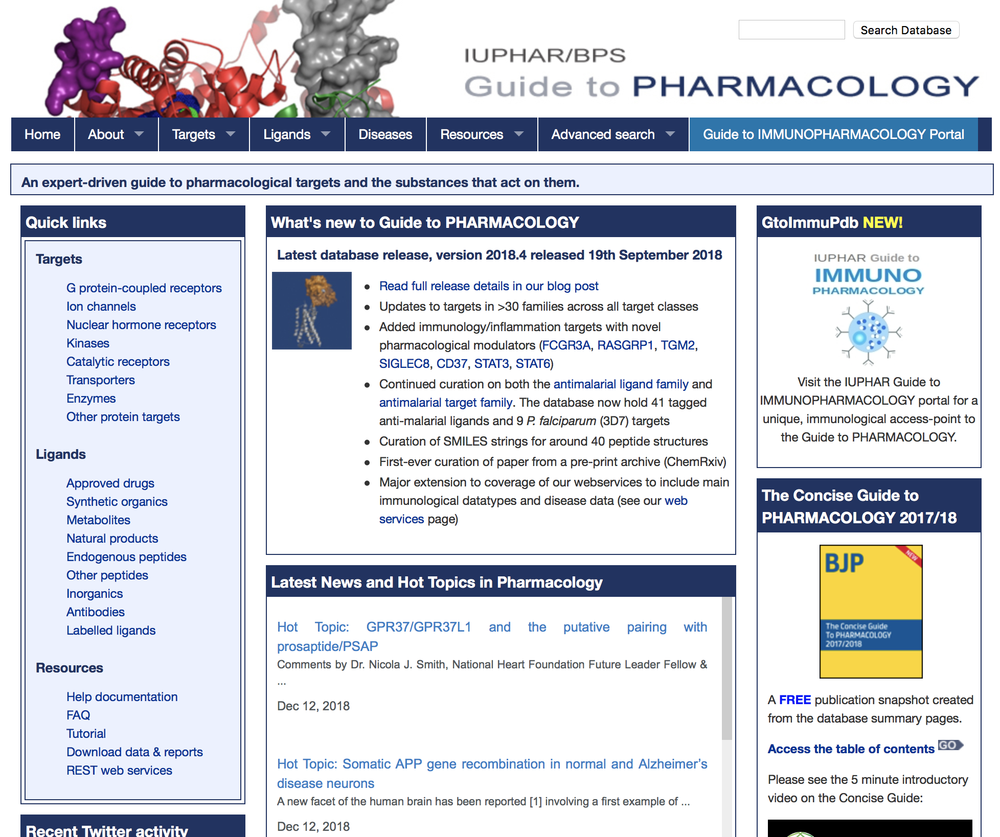 Search Database
IUPHAR/BPS
Guide to PHARMACOLOGY
Home
About
Targets
Ligands
Diseases
Resources
Advanced search
Guide to IMMUNOPHARMACOLOGY Portal
An expert-driven guide to pharmacological targets and the substances that act on them.
Quick links
Targets
G protein-coupled receptors
Ion channels
Nuclear hormone receptors
Kinases
Catalytic receptors
Transporters
Enzymes
Other protein targets
Ligands
Approved drugs
Synthetic organics
Metabolites
Natural products
Endogenous peptides
Other peptides
Inorganics
Antibodies
Labelled ligands
Resources
Help documentation
FAQ
Tutorial
Download data & reports
REST web services
Recent Twitter activity
What's new to Guide to PHARMACOLOGY
Latest database release, version 2018.4 released 19th September 2018
• Read full release details in our blog post
• Updates to targets in >30 families across all target classes
• Added immunology/inflammation targets with novel
pharmacological modulators (FCGR3A, RASGRP1, TGM2,
SIGLEC8, CD37, STAT3, STAT6)
• Continued curation on both the antimalarial ligand family and
antimalarial target family. The database now hold 41 tagged
anti-malarial ligands and 9 P. falciparum (3D7) targets
• Curation of SMILES strings for around 40 peptide structures
• First-ever curation of paper from a pre-print archive (ChemRxiv)
• Major extension to coverage of our webservices to include main
immunological datatypes and disease data (see our web
services page)
Latest News and Hot Topics in Pharmacology
Hot Topic: GPR37/GPR37L1 and the putative pairing with
prosaptide/PSAP
Comments by Dr. Nicola J. Smith, National Heart Foundation Future Leader Fellow &
...
Dec 12, 2018
Hot Topic: Somatic APP gene recombination in normal and Alzheimer’s
disease neurons
A new facet of the human brain has been reported [1] involving a first example of ...
Dec 12, 2018
GtoImmuPdb NEW!
IUPHAR Guide to
IMMUNO
PHARMACOLOGY
Visit the IUPHAR Guide to
IMMUNOPHARMACOLOGY portal for a
unique, immunological access-point to
the Guide to PHARMACOLOGY.
The Concise Guide to
PHARMACOLOGY 2017/18
BJP
NEW
The Concise Guide
To PHARMACOLOGY
2017/2018
A FREE publication snapshot created
from the database summary pages.
Access the table of contents GO
Please see the 5 minute introductory
video on the Concise Guide: